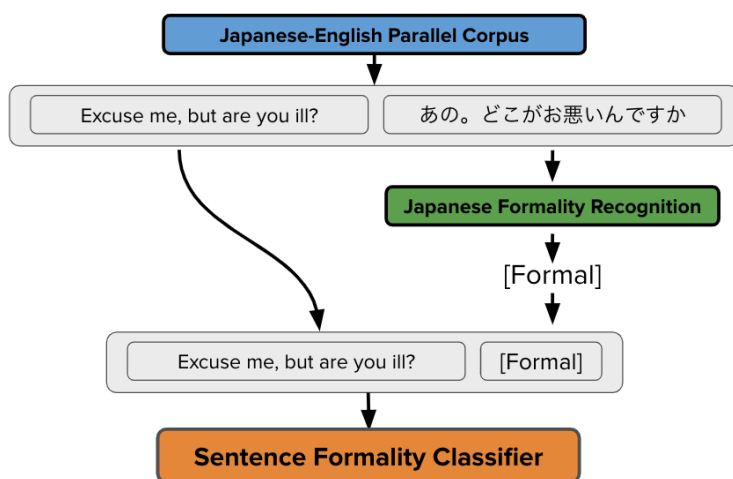 Japanese-English Parallel Corpus
Excuse me, but are you ill?
あの。どこがお悪いんですか
Japanese Formality Recognition
[Formal]
Excuse me, but are you ill?
[Formal]
Sentence Formality Classifier